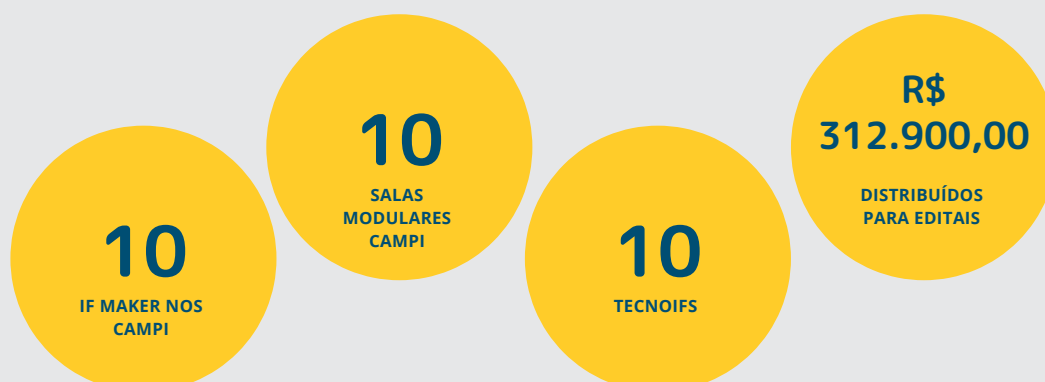 10
IF MAKER NOS
CAMPI
10
SALAS
MODULARES
CAMPI
10
TECNOIFS
R$
312.900,00
DISTRIBUÍDOS
PARA EDITAIS